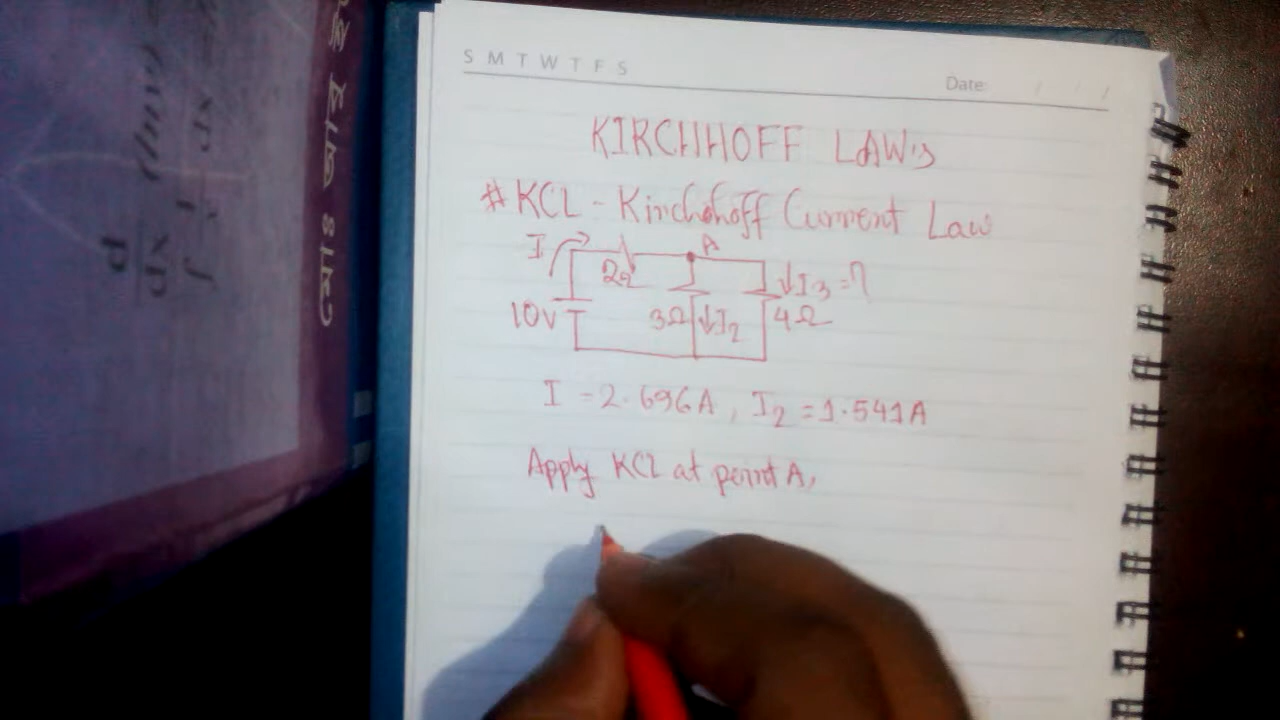 S M T W T F S
Date:
KIRCHHOFF LAW's
# KCL - Kirchohoff Current Law
I
A
2Ω
I3 = ?
10V
3Ω
I2
4Ω
I = 2.696A, I2 = 1.541A
Apply KCL at point A,